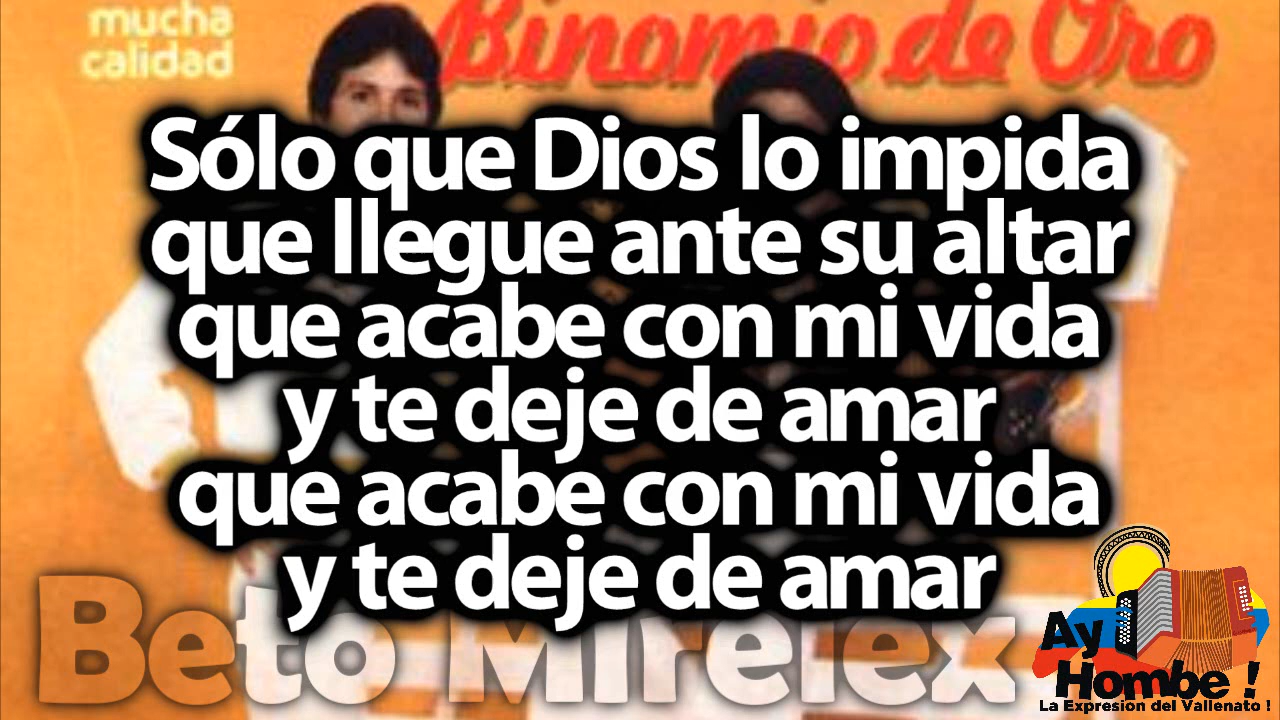 mucha
calidad
Binomio de Oro
Sólo que Dios lo impida
que llegue ante su altar
que acabe con mi vida
y te deje de amar
que acabe con mi vida
y te deje de amar
Beto Mirelex
Ay
Hombe !
La Expresion del Vallenato !